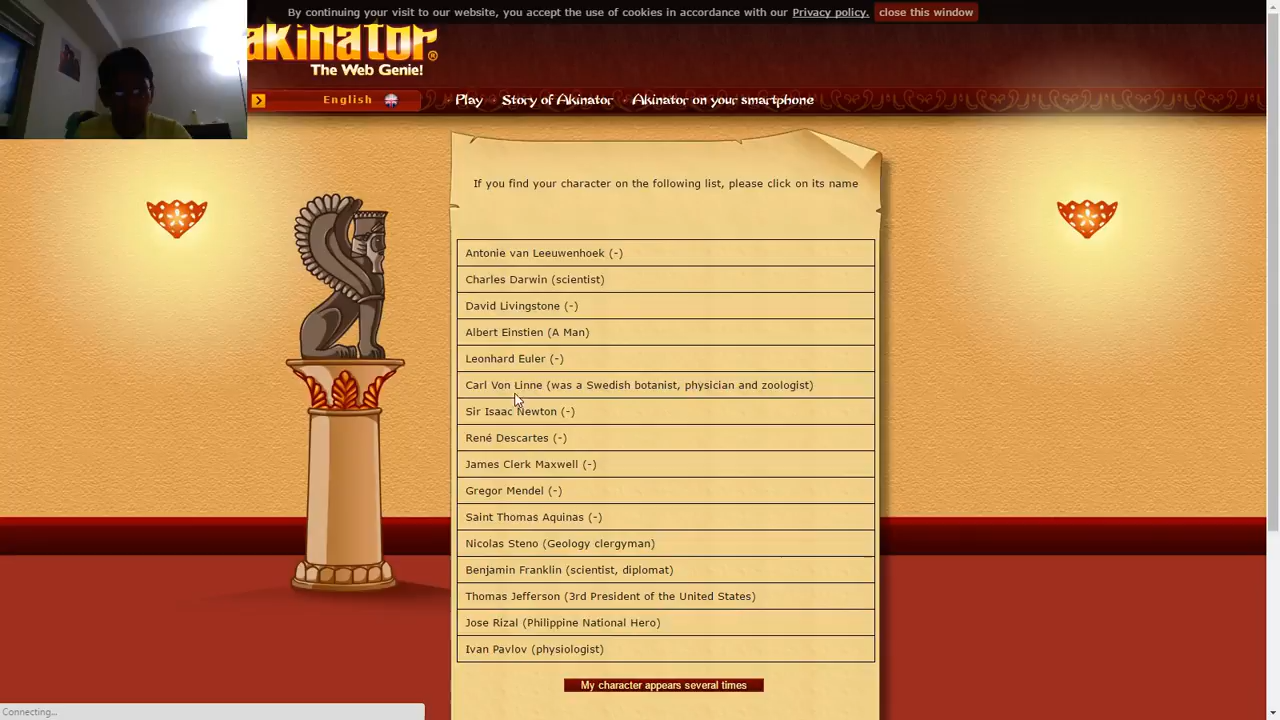 By continuing your visit to our website, you accept the use of cookies in accordance with our Privacy policy. close this window
akinator®
The Web Genie!
English
Play Story of Akinator Akinator on your smartphone
If you find your character on the following list, please click on its name
Antonie van Leeuwenhoek (-)
Charles Darwin (scientist)
David Livingstone (-)
Albert Einstien (A Man)
Leonhard Euler (-)
Carl Von Linne (was a Swedish botanist, physician and zoologist)
Sir Isaac Newton (-)
René Descartes (-)
James Clerk Maxwell (-)
Gregor Mendel (-)
Saint Thomas Aquinas (-)
Nicolas Steno (Geology clergyman)
Benjamin Franklin (scientist, diplomat)
Thomas Jefferson (3rd President of the United States)
Jose Rizal (Philippine National Hero)
Ivan Pavlov (physiologist)
My character appears several times
Connecting...